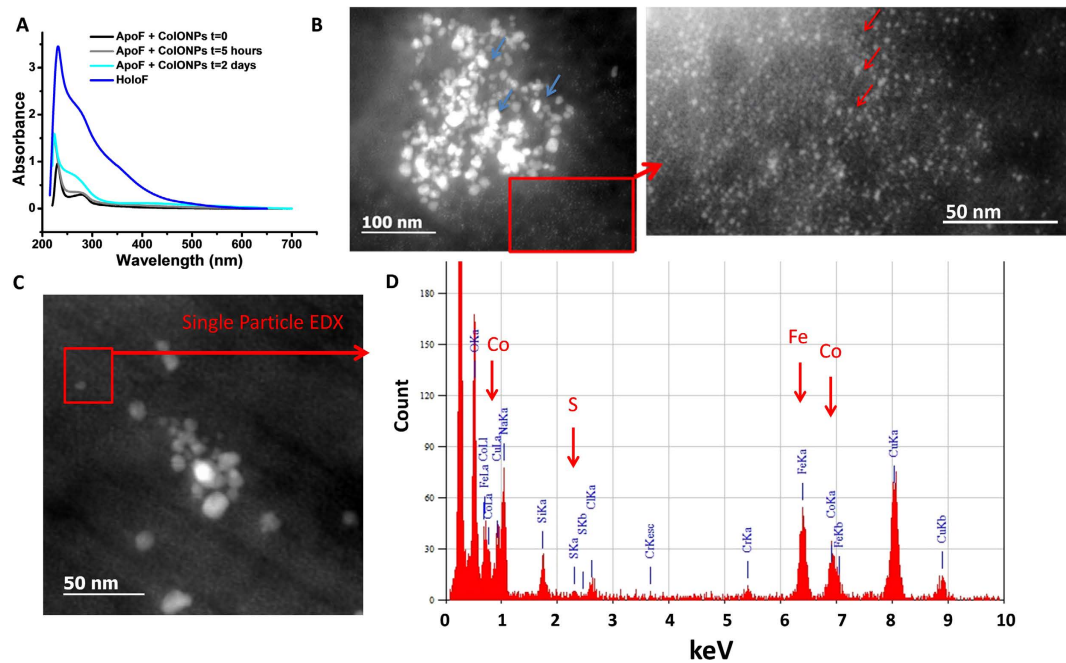 A
ApoF + CoIONPs t=0
ApoF + CoIONPs t=5 hours
ApoF + CoIONPs t=2 days
HoloF
Absorbance
3
2
1
0
200 300 400 500 600 700
Wavelength (nm)
B
100 nm
50 nm
C
Single Particle EDX
50 nm
D
Count
180
150
120
90
60
30
0
OKa
Co
FeLa CoLl
CoLa
CuLa
NaKa
SiKa
S
SKa
SKb
ClKa
CrKesc
CrKa
Fe
FeKa
Co
CoKa
FeKb
CuKa
CuKb
0 1 2 3 4 5 6 7 8 9 10
keV